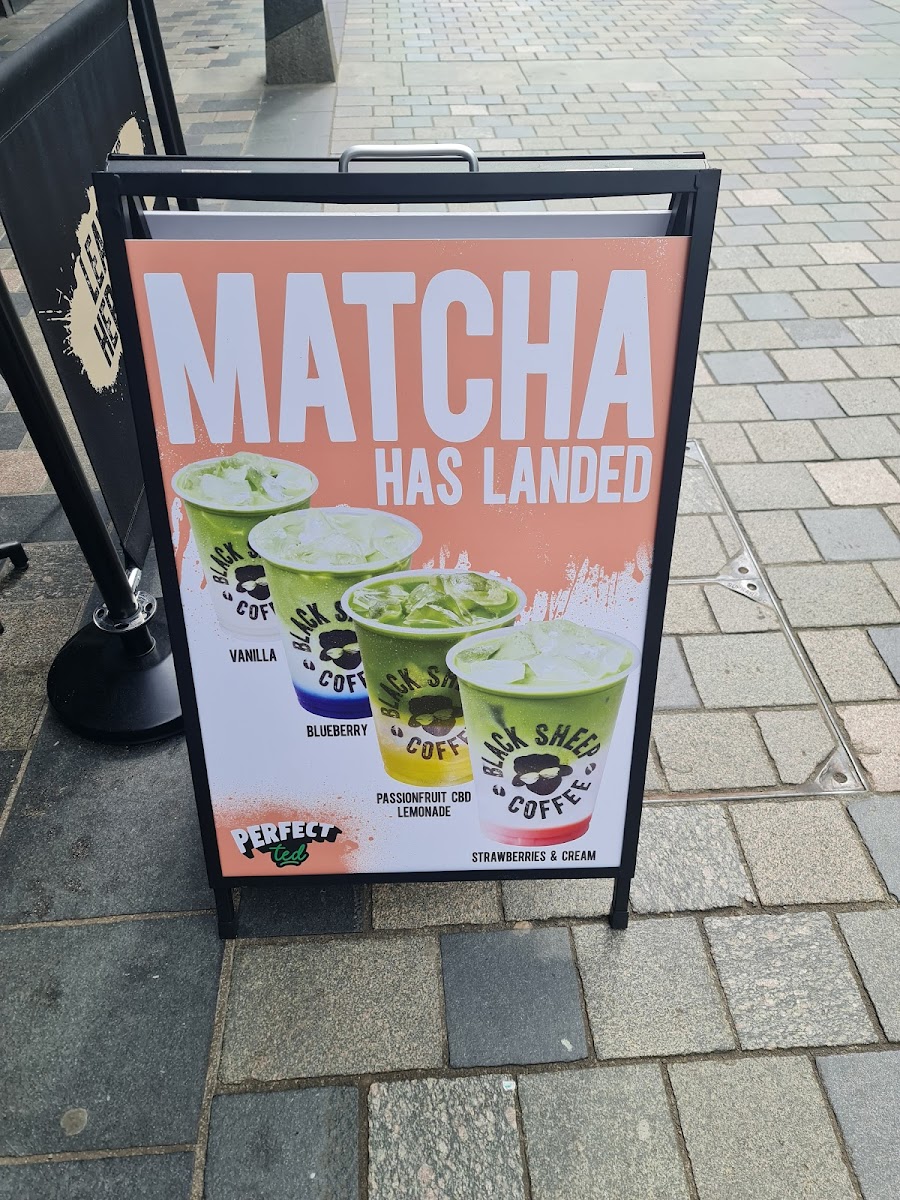 MATCHA
HAS LANDED
BLACK SHEEP
COFFEE
VANILLA
BLUEBERRY
PASSIONFRUIT CBD
LEMONADE
STRAWBERRIES & CREAM
PERFECT
ted